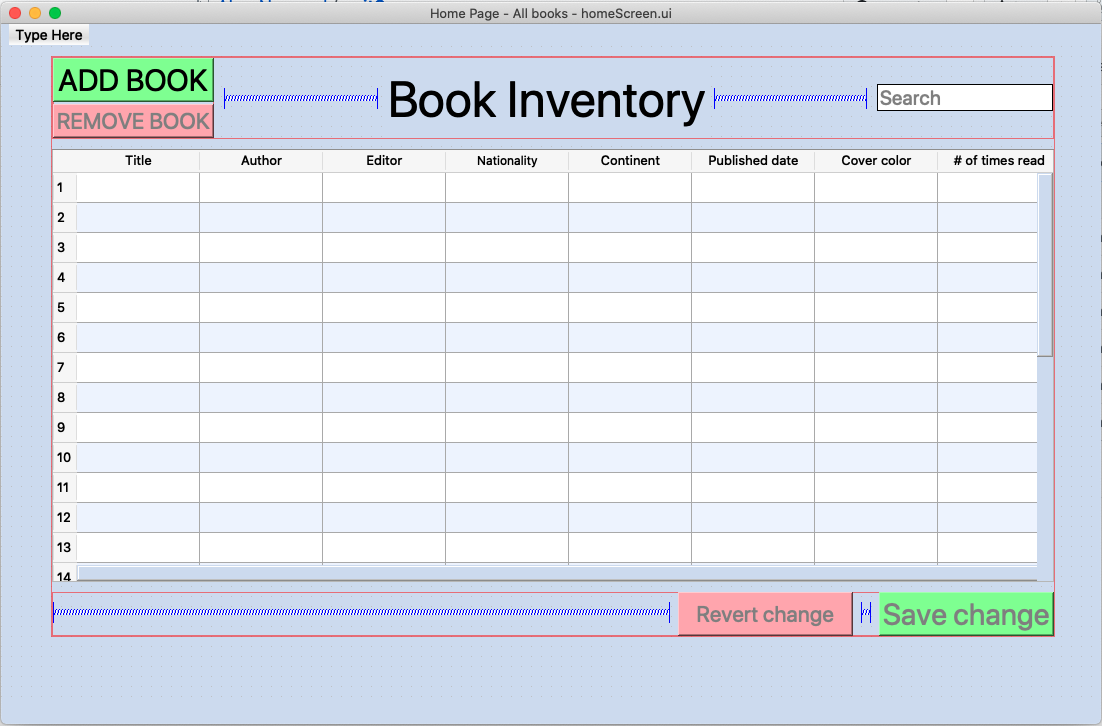 Home Page - All books - homeScreen.ui
Type Here
ADD BOOK
REMOVE BOOK
Book Inventory
Search
Title Author Editor Nationality Continent Published date Cover color # of times read
1
2
3
4
5
6
7
8
9
10
11
12
13
14
Revert change
Save change